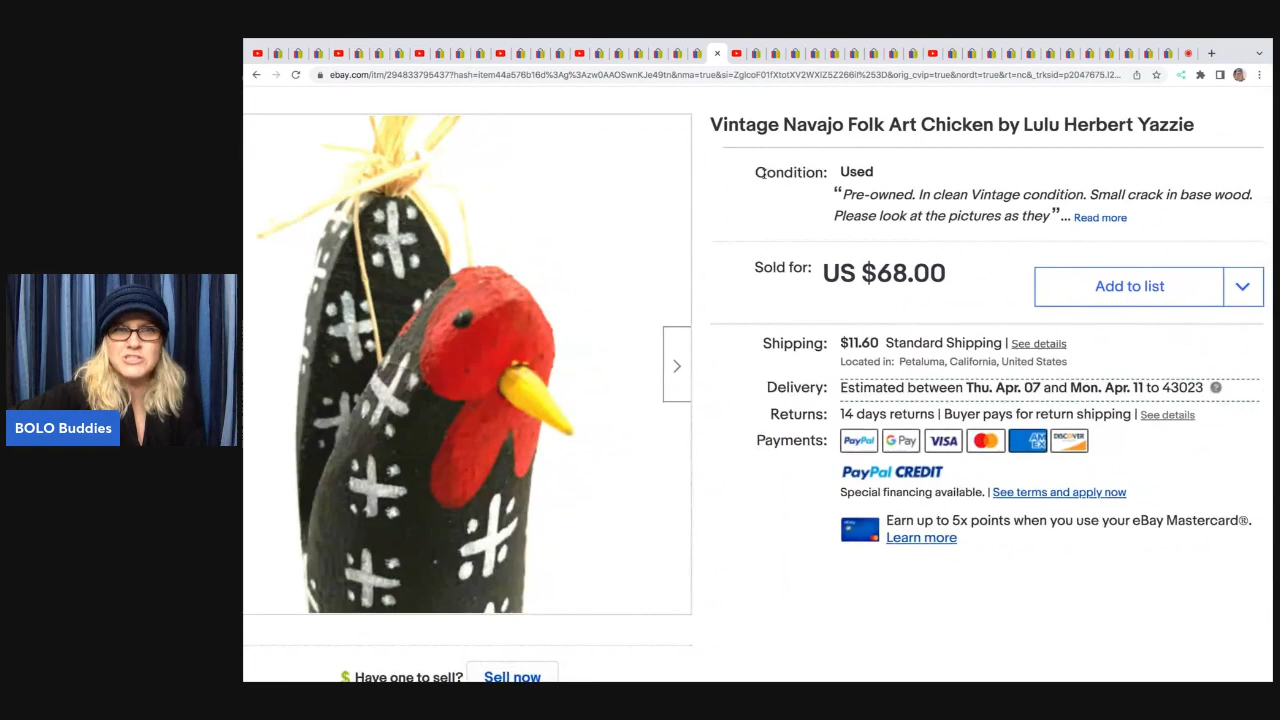 ebay.com/itm/294833795437?hash=item44a576b16d%3Ag%3Azw0AAOSwnKJe49tn&nma=true&si=ZglcoF01fXtotXV2WXIZ5Z266iI%253D&orig_cvip=true&nordt=true&rt=nc&_trksid=p2047675.l2...
Vintage Navajo Folk Art Chicken by Lulu Herbert Yazzie
Condition: Used
“Pre-owned. In clean Vintage condition. Small crack in base wood.
Please look at the pictures as they”... Read more
Sold for: US $68.00
Add to list
Shipping: $11.60 Standard Shipping | See details
Located in: Petaluma, California, United States
Delivery: Estimated between Thu. Apr. 07 and Mon. Apr. 11 to 43023 ?
Returns: 14 days returns | Buyer pays for return shipping | See details
Payments: PayPal G Pay VISA AMEX DISCOVER
PayPal CREDIT
Special financing available. | See terms and apply now
Earn up to 5x points when you use your eBay Mastercard®.
Learn more
BOLO Buddies
$ Have one to sell? Sell now